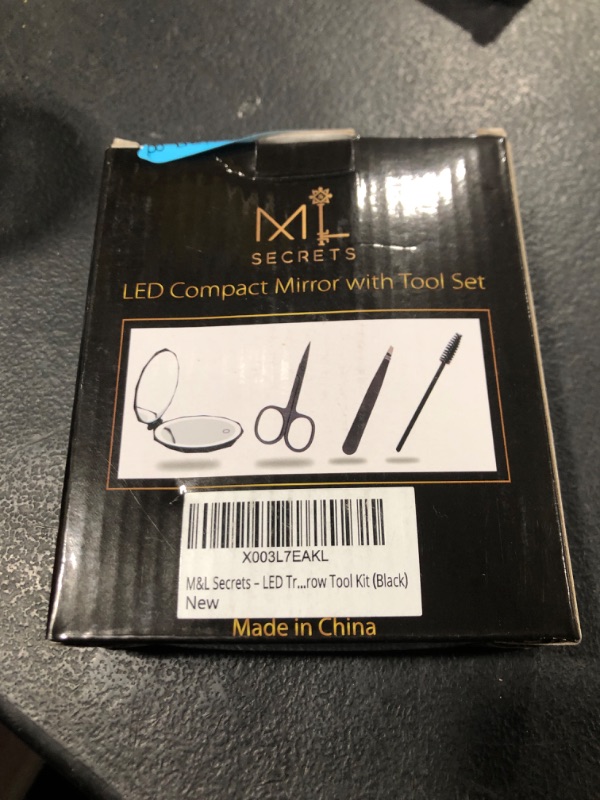 ML
SECRETS
LED Compact Mirror with Tool Set
X003L7EAKL
M&L Secrets – LED Tr...row Tool Kit (Black)
New
Made in China